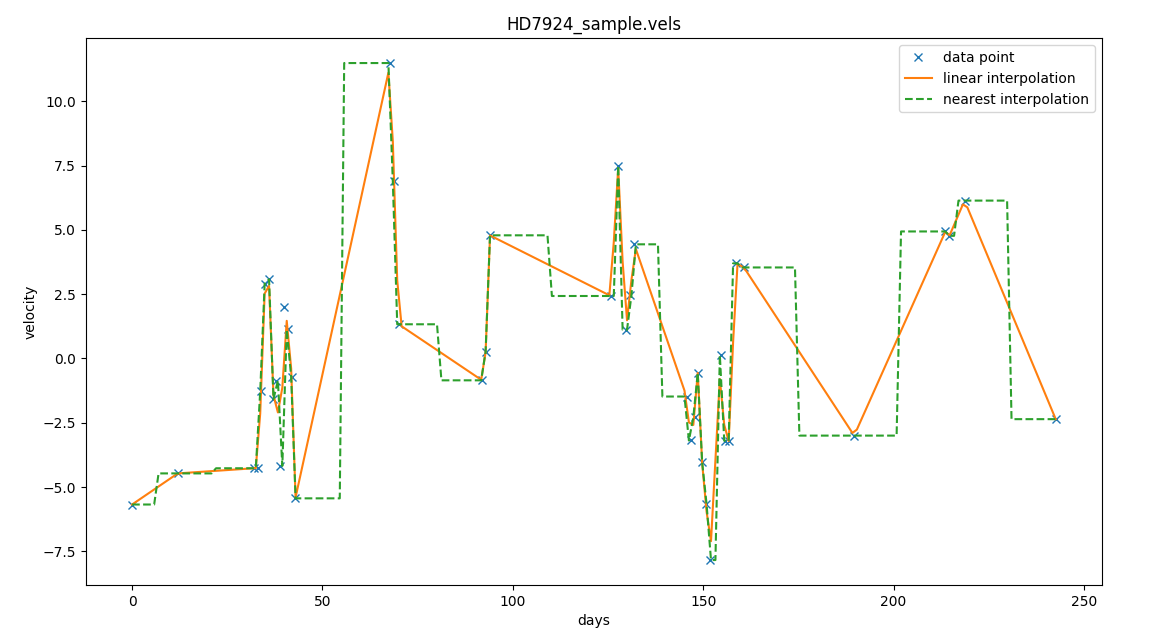 HD7924_sample.vels
data point
linear interpolation
nearest interpolation
velocity
10.0
7.5
5.0
2.5
0.0
−2.5
−5.0
−7.5
0 50 100 150 200 250
days